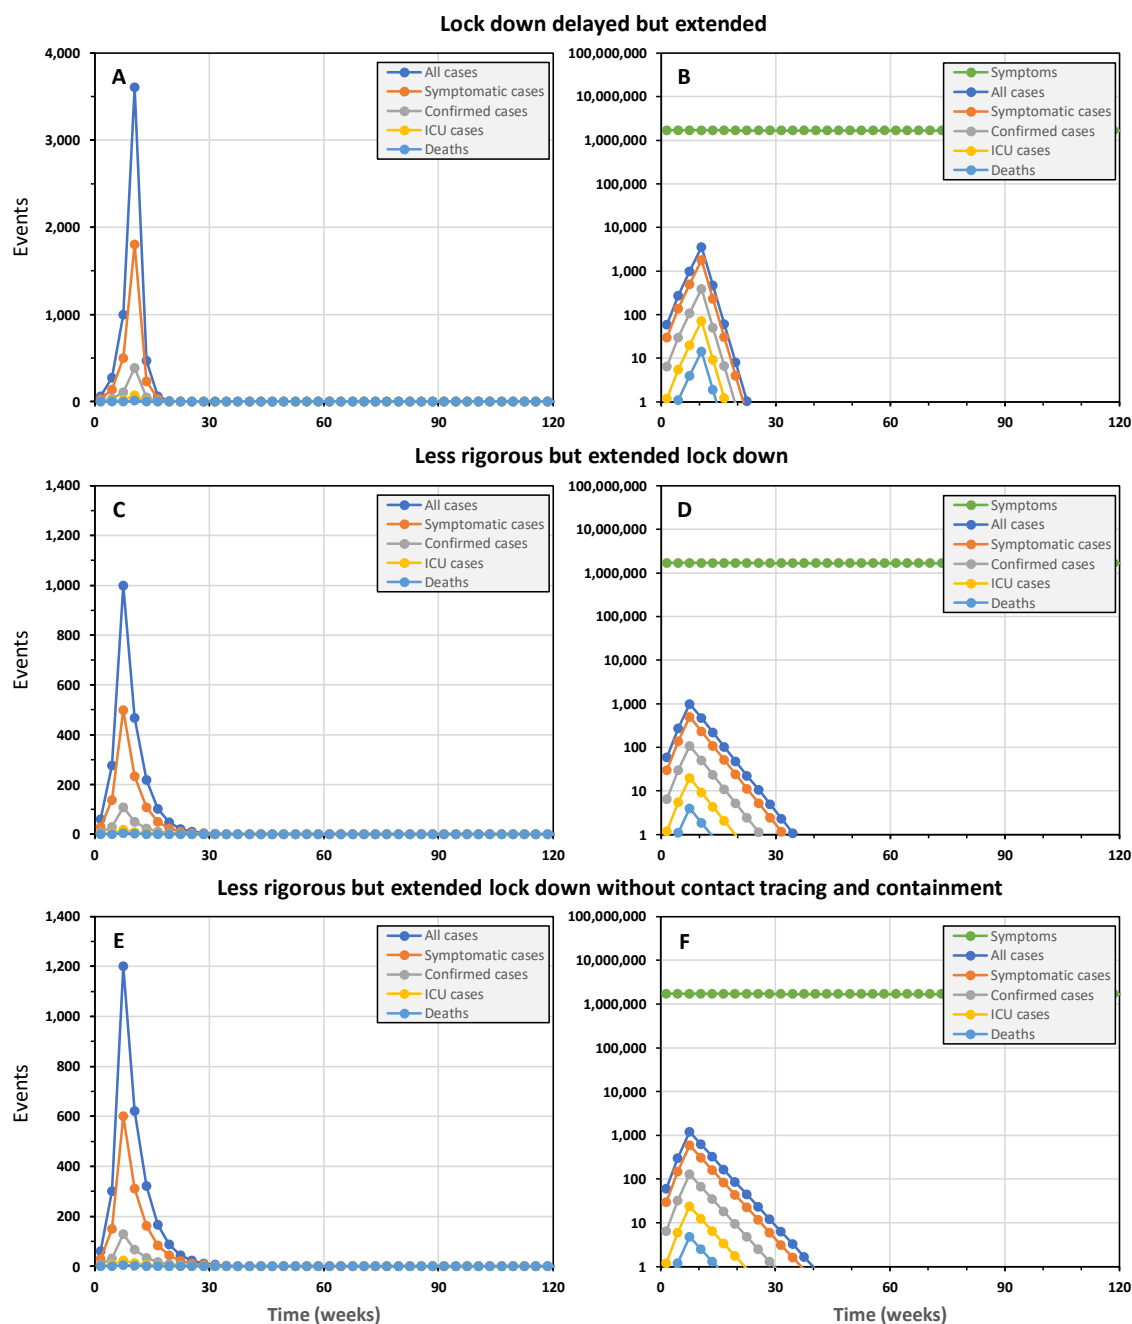 Lock down delayed but extended
A
4,000
3,000
2,000
1,000
0
0
30
60
90
120
Events
All cases
Symptomatic cases
Confirmed cases
ICU cases
Deaths
B
100,000,000
10,000,000
1,000,000
100,000
10,000
1,000
100
10
1
0
30
60
90
120
Symptoms
All cases
Symptomatic cases
Confirmed cases
ICU cases
Deaths
Less rigorous but extended lock down
C
1,400
1,200
1,000
800
600
400
200
0
0
30
60
90
120
Events
All cases
Symptomatic cases
Confirmed cases
ICU cases
Deaths
D
100,000,000
10,000,000
1,000,000
100,000
10,000
1,000
100
10
1
0
30
60
90
120
Symptoms
All cases
Symptomatic cases
Confirmed cases
ICU cases
Deaths
Less rigorous but extended lock down without contact tracing and containment
E
1,400
1,200
1,000
800
600
400
200
0
0
30
60
90
120
Events
Time (weeks)
All cases
Symptomatic cases
Confirmed cases
ICU cases
Deaths
F
100,000,000
10,000,000
1,000,000
100,000
10,000
1,000
100
10
1
0
30
60
90
120
Time (weeks)
Symptoms
All cases
Symptomatic cases
Confirmed cases
ICU cases
Deaths